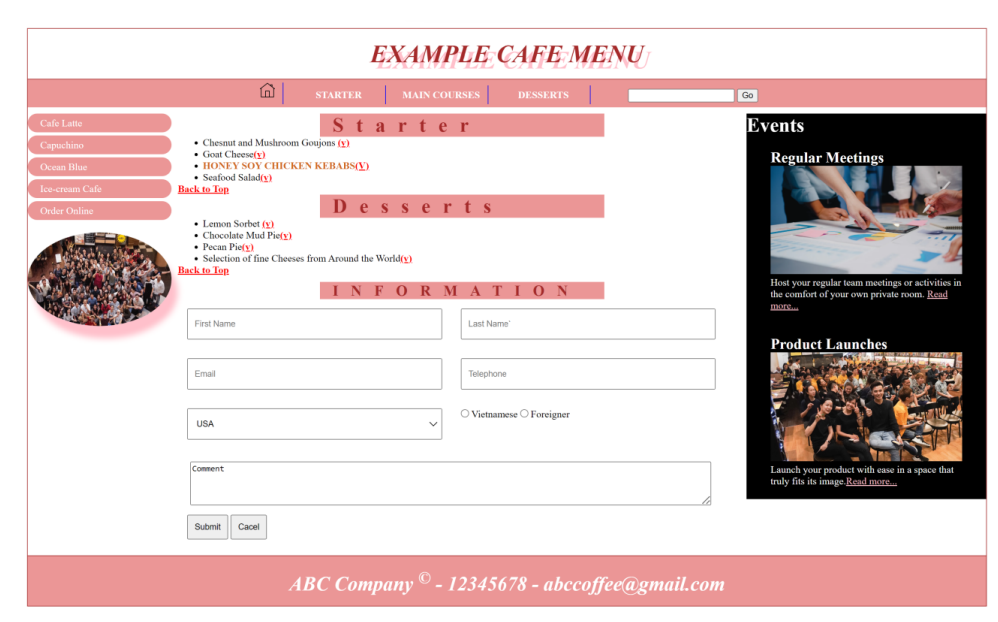 EXAMPLE CAFE MENU
STARTER
MAIN COURSES
DESSERTS
Go
Cafe Latte
Capuchino
Ocean Blue
Ice-cream Cafe
Order Online
Starter
Chesnut and Mushroom Goujons (v)
Goat Cheese(v)
HONEY SOY CHICKEN KEBABS(V)
Seafood Salad(v)
Back to Top
Desserts
Lemon Sorbet (v)
Chocolate Mud Pie(v)
Pecan Pie(v)
Selection of fine Cheeses from Around the World(v)
Back to Top
INFORMATION
First Name
Last Name`
Email
Telephone
USA
Vietnamese
Foreigner
Comment
Submit
Cacel
Events
Regular Meetings
Host your regular team meetings or activities in
the comfort of your own private room. Read
more...
Product Launches
Launch your product with ease in a space that
truly fits its image.Read more...
ABC Company © - 12345678 - abccoffee@gmail.com